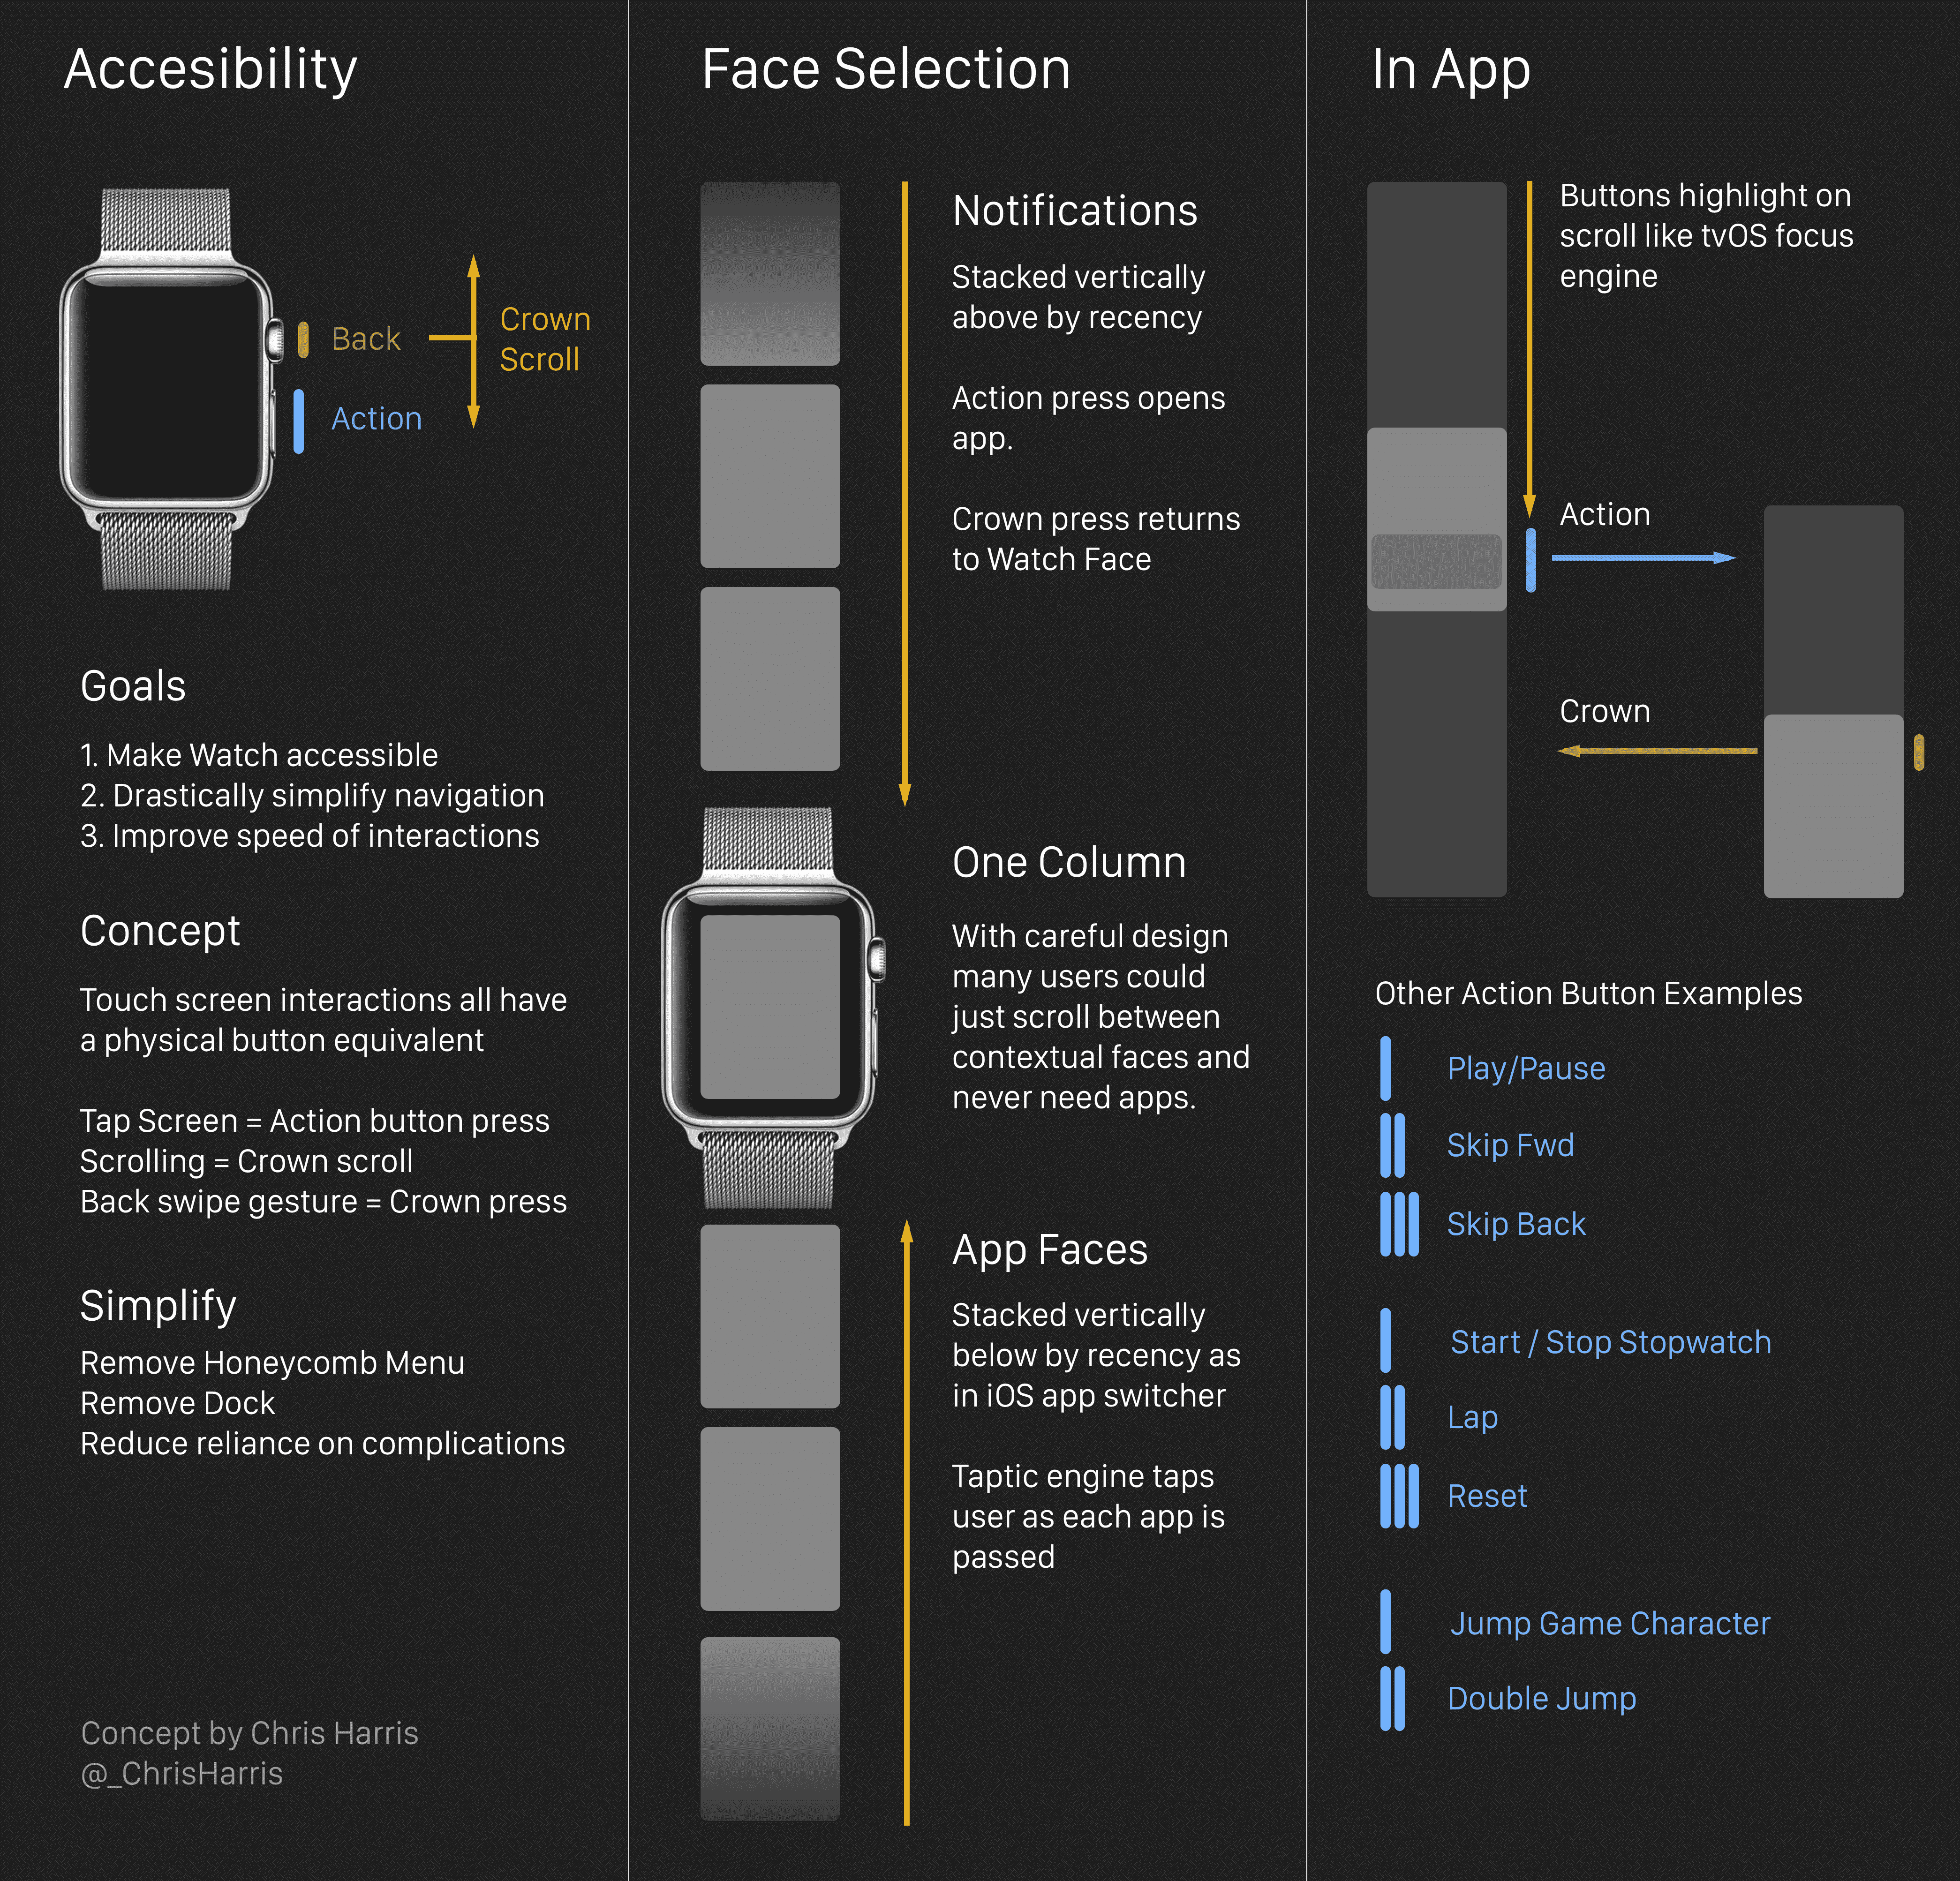 Accesibility
Back
Crown
Scroll
Action
Goals
1. Make Watch accessible
2. Drastically simplify navigation
3. Improve speed of interactions
Concept
Touch screen interactions all have
a physical button equivalent
Tap Screen = Action button press
Scrolling = Crown scroll
Back swipe gesture = Crown press
Simplify
Remove Honeycomb Menu
Remove Dock
Reduce reliance on complications
Concept by Chris Harris
@_ChrisHarris
Face Selection
Notifications
Stacked vertically
above by recency
Action press opens
app.
Crown press returns
to Watch Face
One Column
With careful design
many users could
just scroll between
contextual faces and
never need apps.
App Faces
Stacked vertically
below by recency as
in iOS app switcher
Taptic engine taps
user as each app is
passed
In App
Buttons highlight on
scroll like tvOS focus
engine
Action
Crown
Other Action Button Examples
Play/Pause
Skip Fwd
Skip Back
Start / Stop Stopwatch
Lap
Reset
Jump Game Character
Double Jump